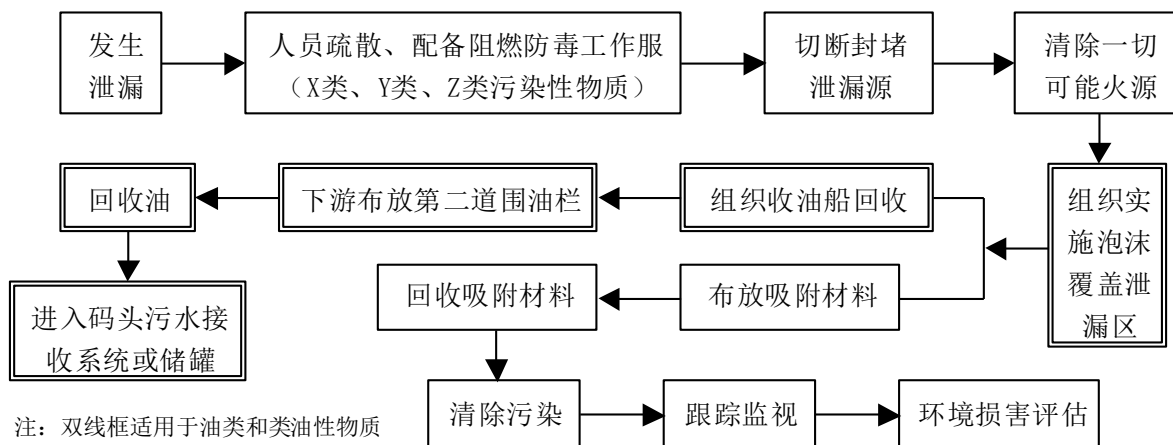 发生
泄漏
人员疏散、配备阻燃防毒工作服
（X类、Y类、Z类污染性物质）
切断封堵
泄漏源
清除一切
可能火源
回收油
下游布放第二道围油栏
组织收油船回收
组织实
施泡沫
覆盖泄
漏区
进入码头污水接
收系统或储罐
回收吸附材料
布放吸附材料
清除污染
跟踪监视
环境损害评估
注：双线框适用于油类和类油性物质